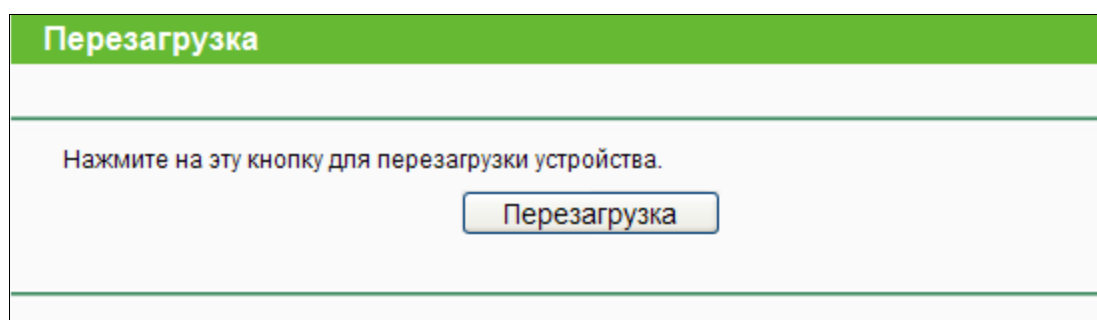 Перезагрузка
Нажмите на эту кнопку для перезагрузки устройства.
Перезагрузка